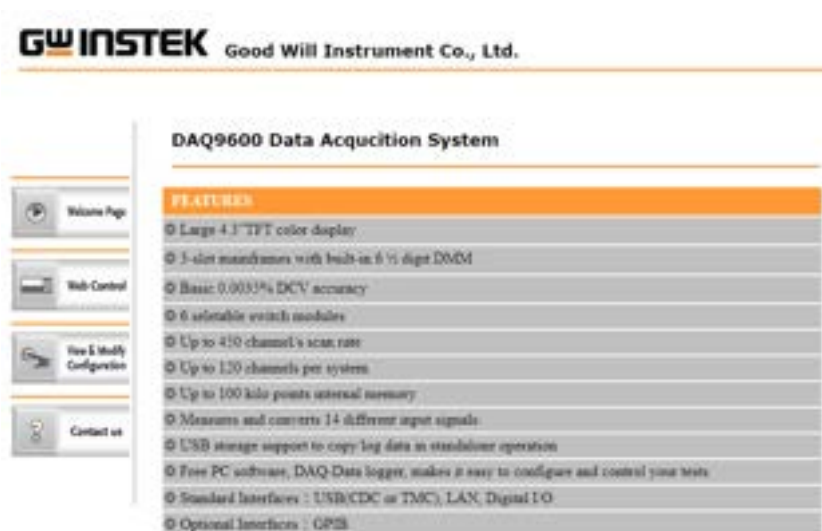 GW INSTEK Good Will Instrument Co., Ltd.
DAQ9600 Data Acqucition System
Welcome Page
Web Control
View & Modify
Configuration
Contact us
FEATURES
Large 4.3"TFT color display
3-slot mainframes with built-in 6 ½ digit DMM
Basic 0.0035% DCV accuracy
6 seletable switch modules
Up to 450 channel/s scan rate
Up to 120 channels per system
Up to 100 kilo points internal memory
Measures and converts 14 different input signals
USB storage support to copy log data in standalone operation
Free PC software, DAQ-Data logger, makes it easy to configure and control your tests
Standard Interfaces : USB(CDC or TMC), LAN, Digital I/O
Optional Interfaces : GPIB